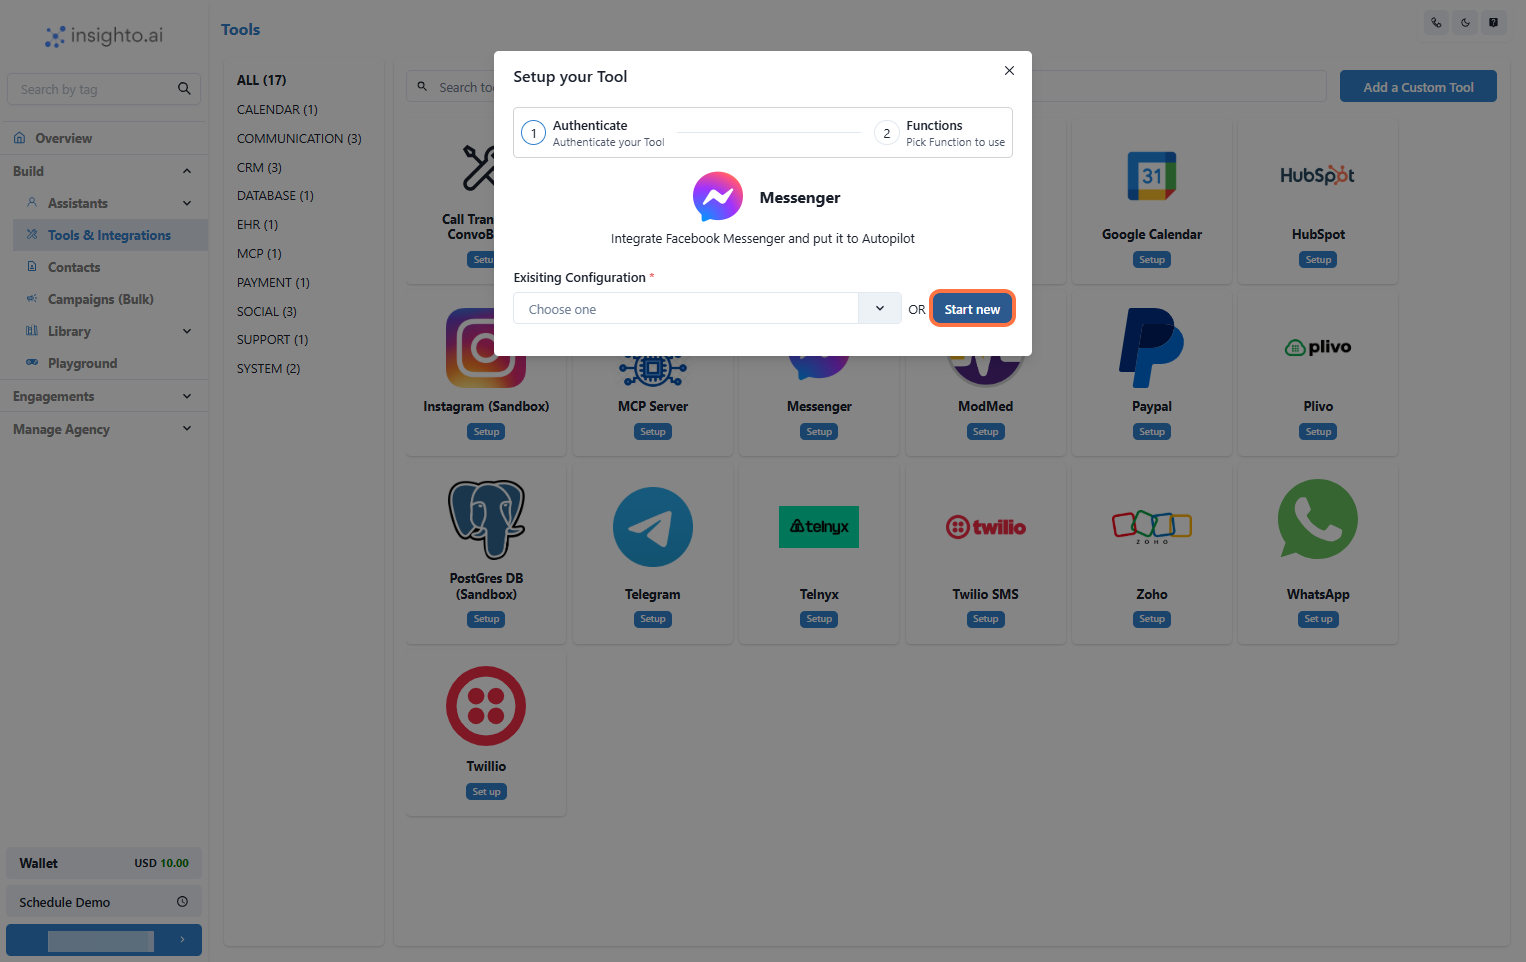 insighto.ai
Search by tag
Overview
Build
Assistants
Tools & Integrations
Contacts
Campaigns (Bulk)
Library
Playground
Engagements
Manage Agency
Wallet USD 10.00
Schedule Demo
Tools
ALL (17)
CALENDAR (1)
COMMUNICATION (3)
CRM (3)
DATABASE (1)
EHR (1)
MCP (1)
PAYMENT (1)
SOCIAL (3)
SUPPORT (1)
SYSTEM (2)
Search too
Add a Custom Tool
Setup your Tool
1 Authenticate
Authenticate your Tool
2 Functions
Pick Function to use
Messenger
Integrate Facebook Messenger and put it to Autopilot
Exisiting Configuration *
Choose one
OR
Start new
Call Tran
ConvoB
Setu
31
Google Calendar
Setup
HubSpot
HubSpot
Setup
Instagram (Sandbox)
Setup
MCP Server
Setup
Messenger
Setup
ModMed
Setup
Paypal
Setup
plivo
Plivo
Setup
PostGres DB
(Sandbox)
Setup
Telegram
Setup
telnyx
Telnyx
Setup
twilio
Twilio SMS
Setup
ZOHO
Zoho
Setup
WhatsApp
Set up
Twillio
Set up